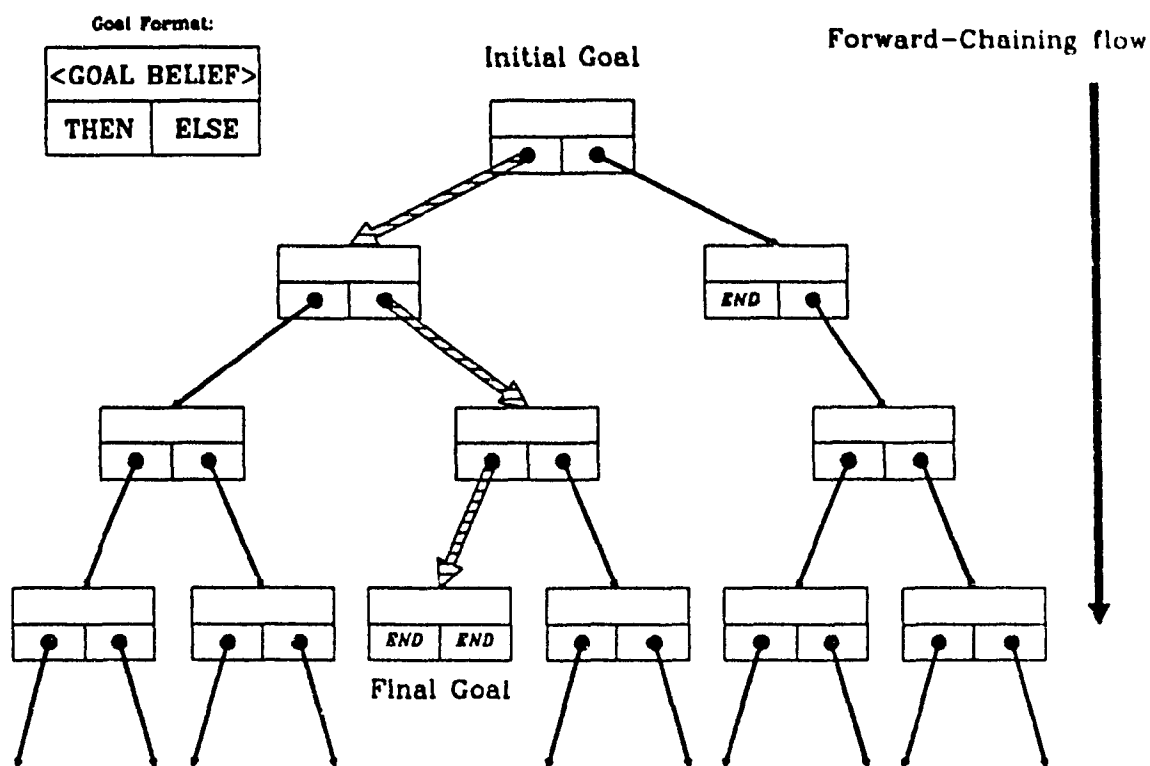 Goal Format:
<GOAL BELIEF>
THEN ELSE
Initial Goal
Forward-Chaining flow
END
END END
Final Goal